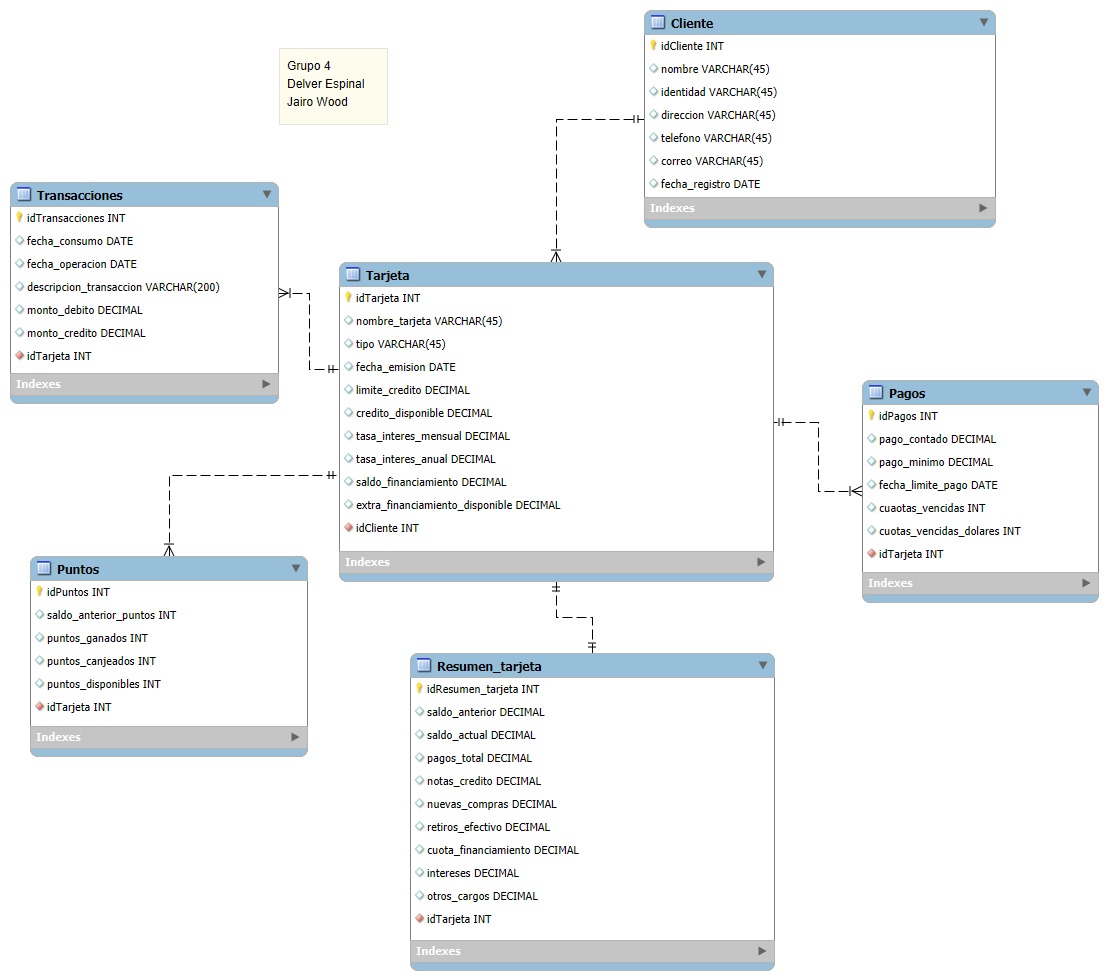 Grupo 4
Delver Espinal
Jairo Wood
Cliente
idCliente INT
nombre VARCHAR(45)
identidad VARCHAR(45)
direccion VARCHAR(45)
telefono VARCHAR(45)
correo VARCHAR(45)
fecha_registro DATE
Indexes
Transacciones
idTransacciones INT
fecha_consumo DATE
fecha_operacion DATE
descripcion_transaccion VARCHAR(200)
monto_debito DECIMAL
monto_credito DECIMAL
idTarjeta INT
Indexes
Tarjeta
idTarjeta INT
nombre_tarjeta VARCHAR(45)
tipo VARCHAR(45)
fecha_emision DATE
limite_credito DECIMAL
credito_disponible DECIMAL
tasa_interes_mensual DECIMAL
tasa_interes_anual DECIMAL
saldo_financiamiento DECIMAL
extra_financiamiento_disponible DECIMAL
idCliente INT
Indexes
Pagos
idPagos INT
pago_contado DECIMAL
pago_minimo DECIMAL
fecha_limite_pago DATE
cuaotas_vencidas INT
cuotas_vencidas_dolares INT
idTarjeta INT
Indexes
Puntos
idPuntos INT
saldo_anterior_puntos INT
puntos_ganados INT
puntos_canjeados INT
puntos_disponibles INT
idTarjeta INT
Indexes
Resumen_tarjeta
idResumen_tarjeta INT
saldo_anterior DECIMAL
saldo_actual DECIMAL
pagos_total DECIMAL
notas_credito DECIMAL
nuevas_compras DECIMAL
retiros_efectivo DECIMAL
cuota_financiamiento DECIMAL
intereses DECIMAL
otros_cargos DECIMAL
idTarjeta INT
Indexes